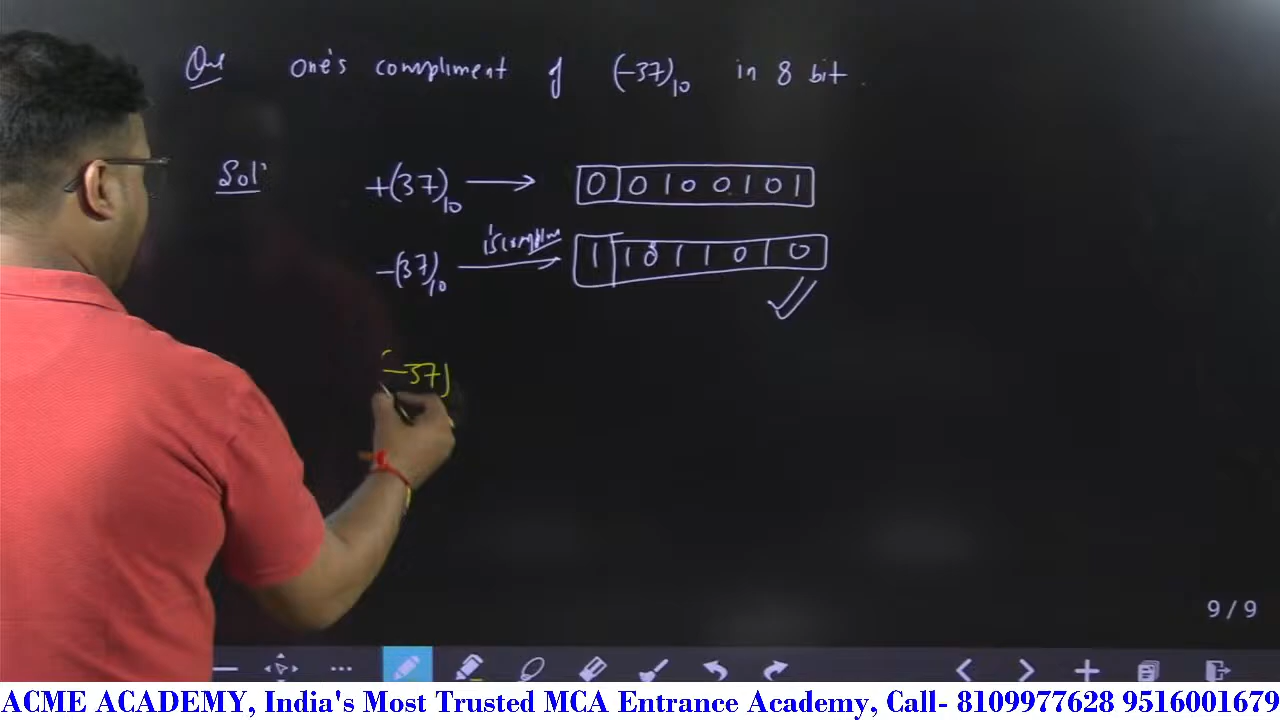 Que one's compliment of (-37)10 in 8 bit.
Sol' +(37)10 → 0 0 1 0 0 1 0 1
-(37)10 1's complime → 1 1 0 1 1 0 1 0
(-37)
9 / 9
ACME ACADEMY, India's Most Trusted MCA Entrance Academy, Call- 8109977628 9516001679